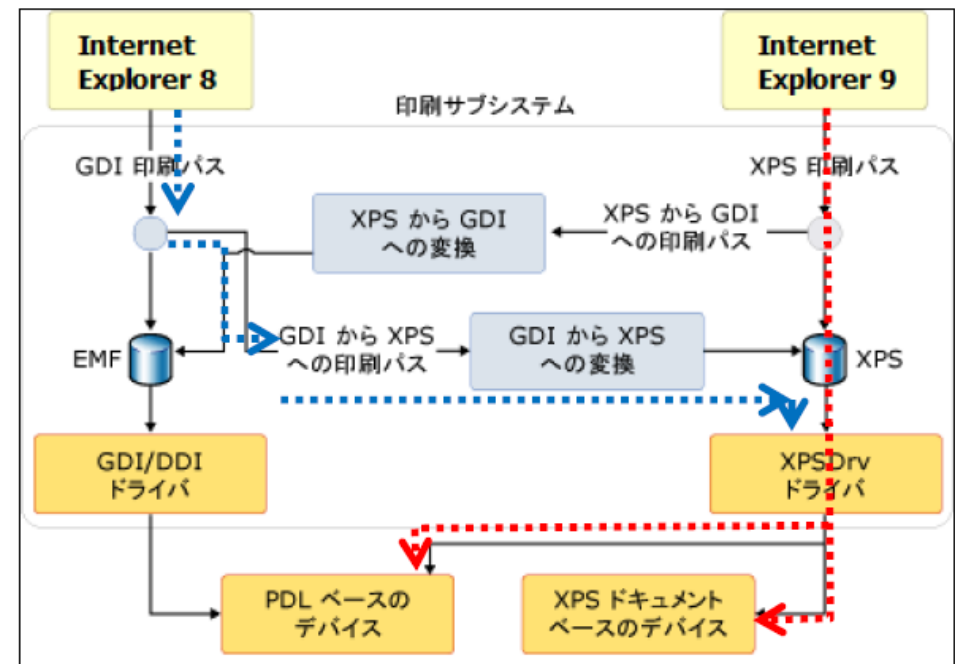 Internet
Explorer 8
Internet
Explorer 9
印刷サブシステム
GDI 印刷パス
XPS 印刷パス
XPS から GDI
への変換
XPS から GDI
への印刷パス
EMF
GDI から XPS
への印刷パス
GDI から XPS
への変換
XPS
GDI/DDI
ドライバ
XPSDrv
ドライバ
PDL ベースの
デバイス
XPS ドキュメント
ベースのデバイス